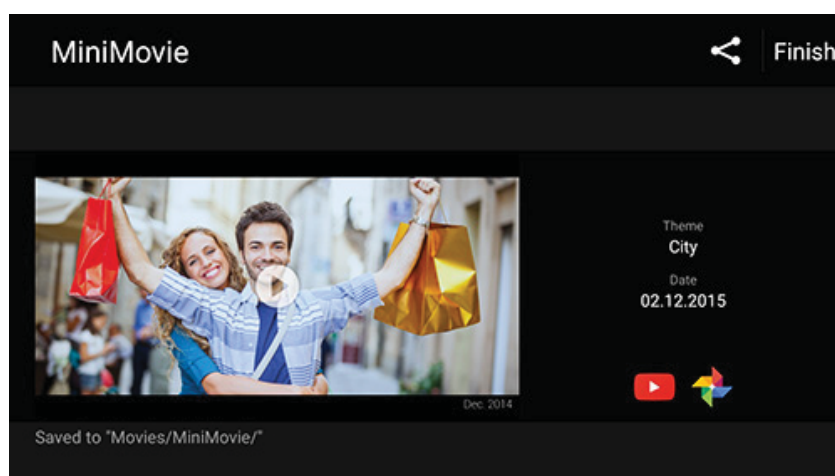 MiniMovie
Finish
Theme
City
Date
02.12.2015
Dec. 2014
Saved to "Movies/MiniMovie/"